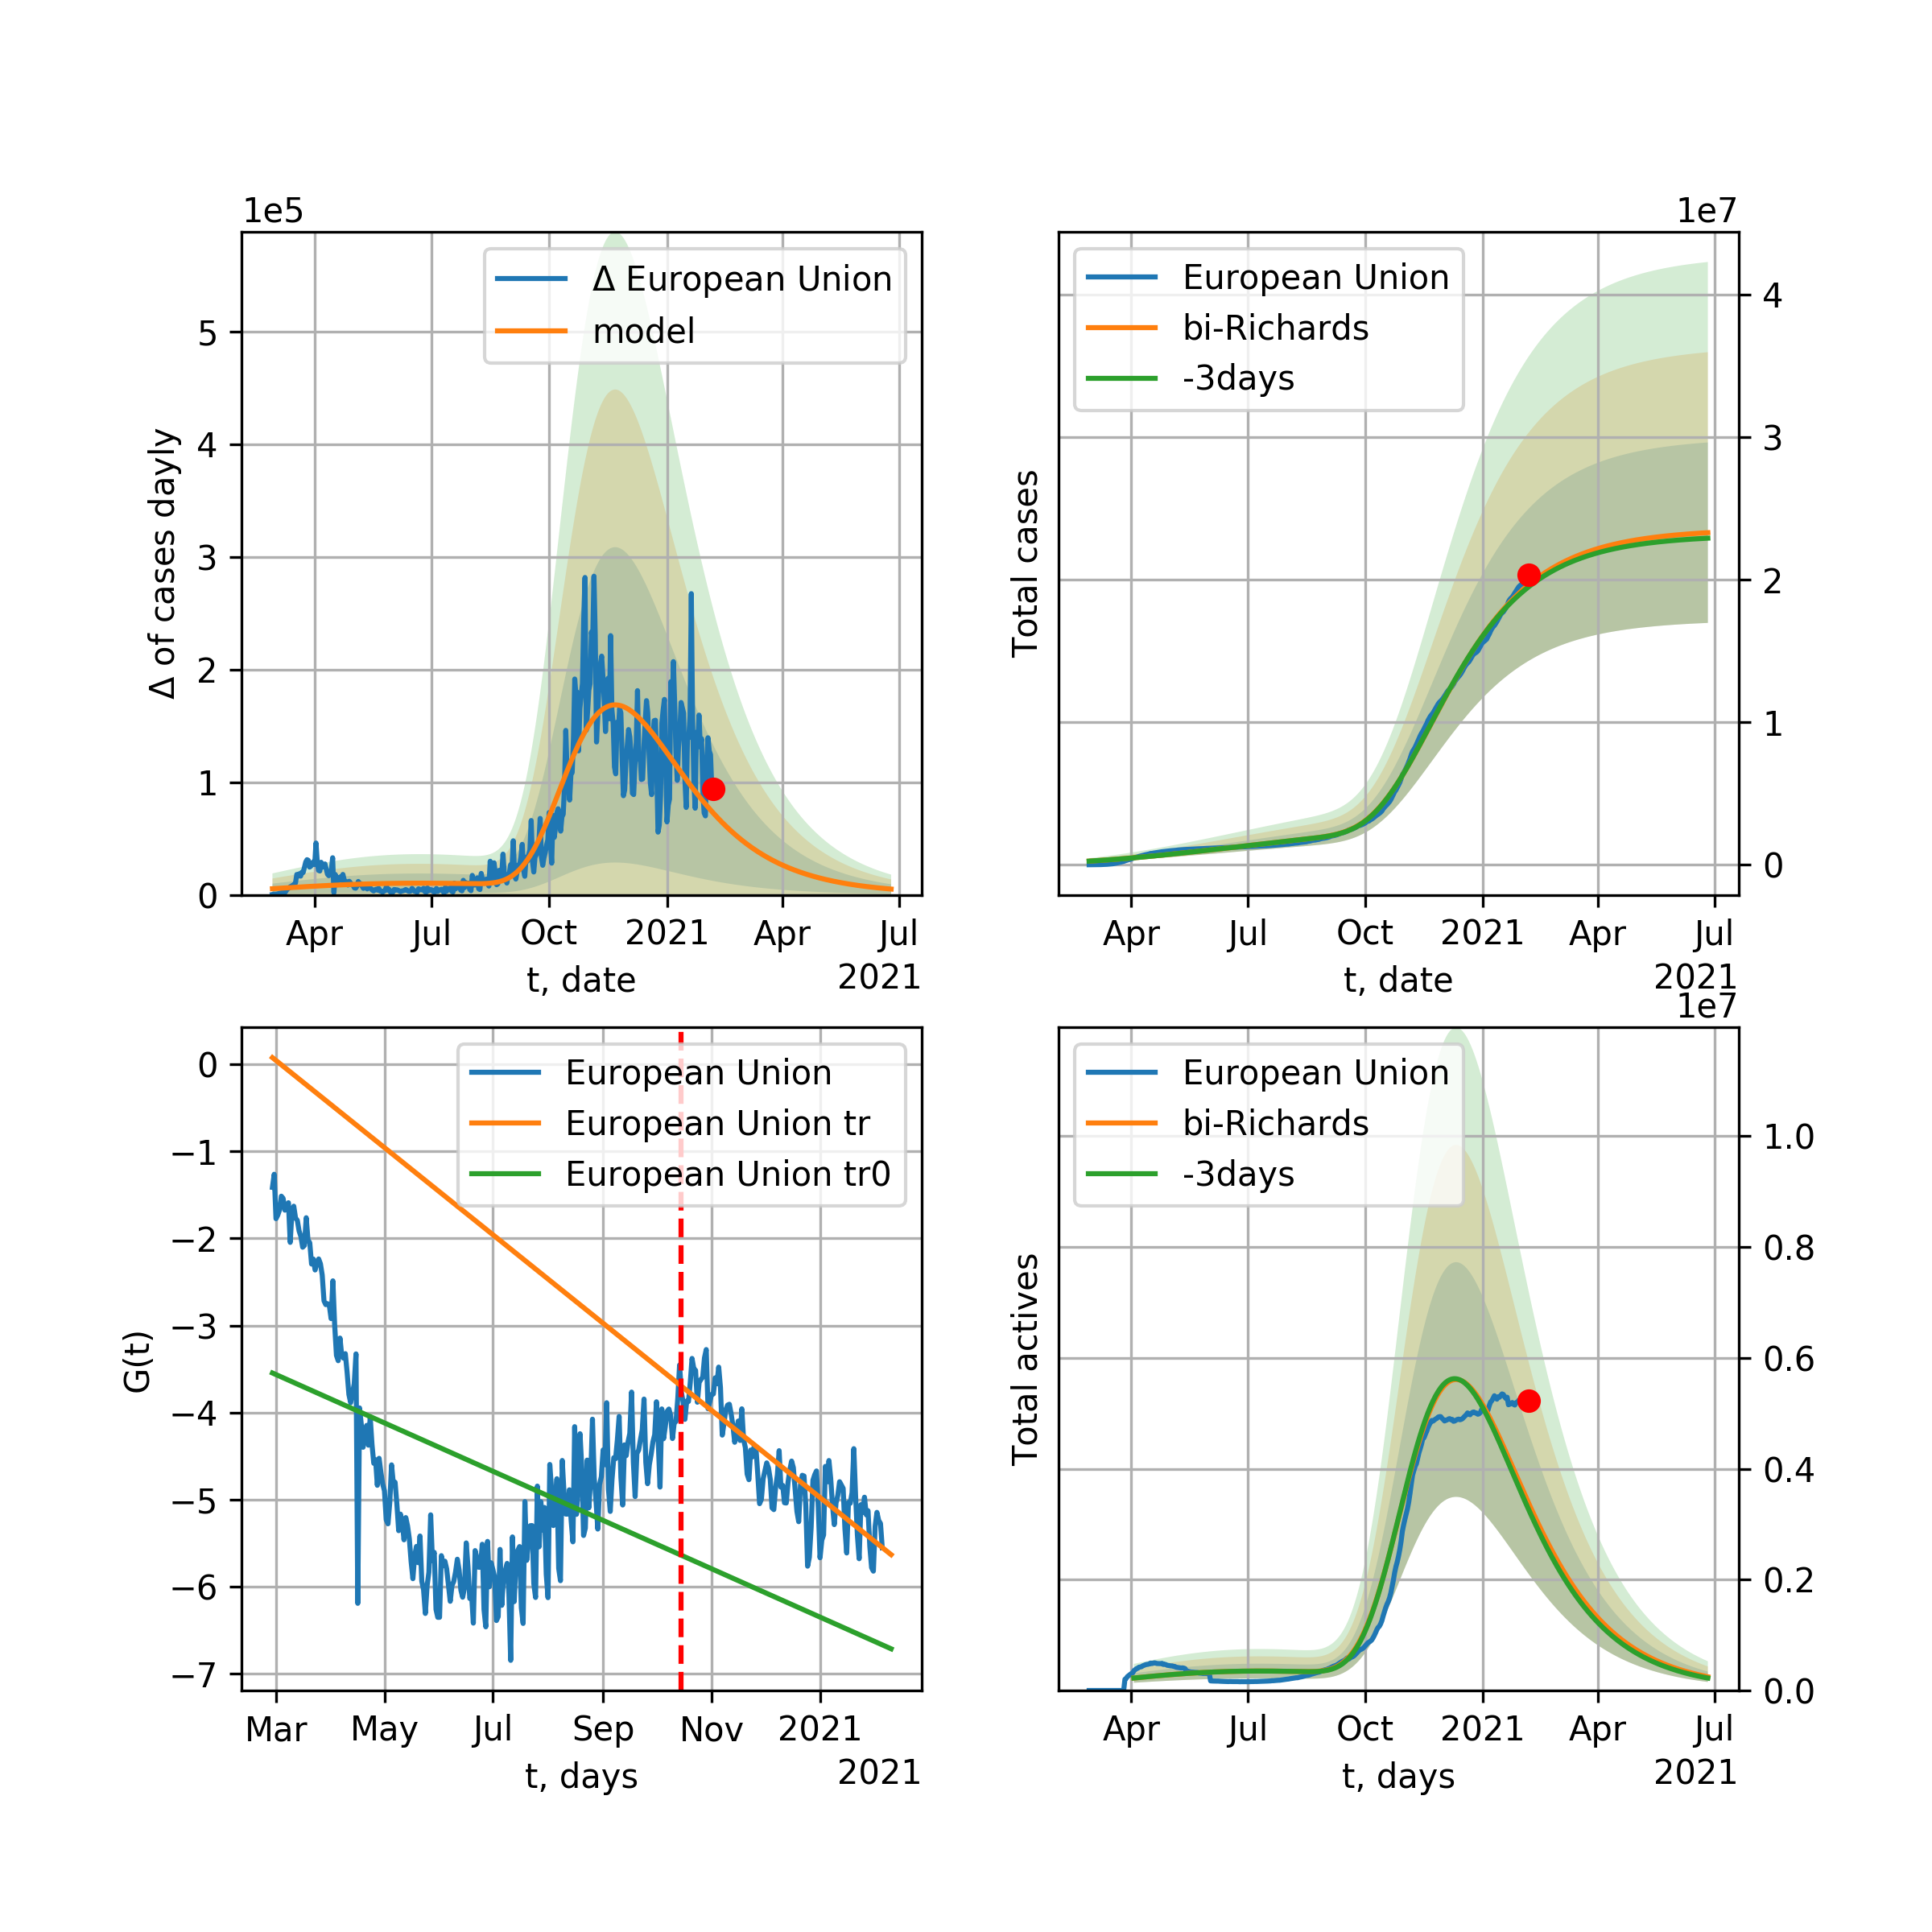 1e5
Δ European Union
model
5
4
3
2
1
0
Δ of cases dayly
Apr
Jul
Oct
2021
Apr
Jul
t, date
2021
1e7
European Union
bi-Richards
-3days
4
3
2
1
0
Total cases
Apr
Jul
Oct
2021
Apr
Jul
t, date
2021
European Union
European Union tr
European Union tr0
0
−1
−2
−3
−4
−5
−6
−7
G(t)
Mar
May
Jul
Sep
Nov
2021
t, days
2021
1e7
European Union
bi-Richards
-3days
1.0
0.8
0.6
0.4
0.2
0.0
Total actives
Apr
Jul
Oct
2021
Apr
Jul
t, days
2021